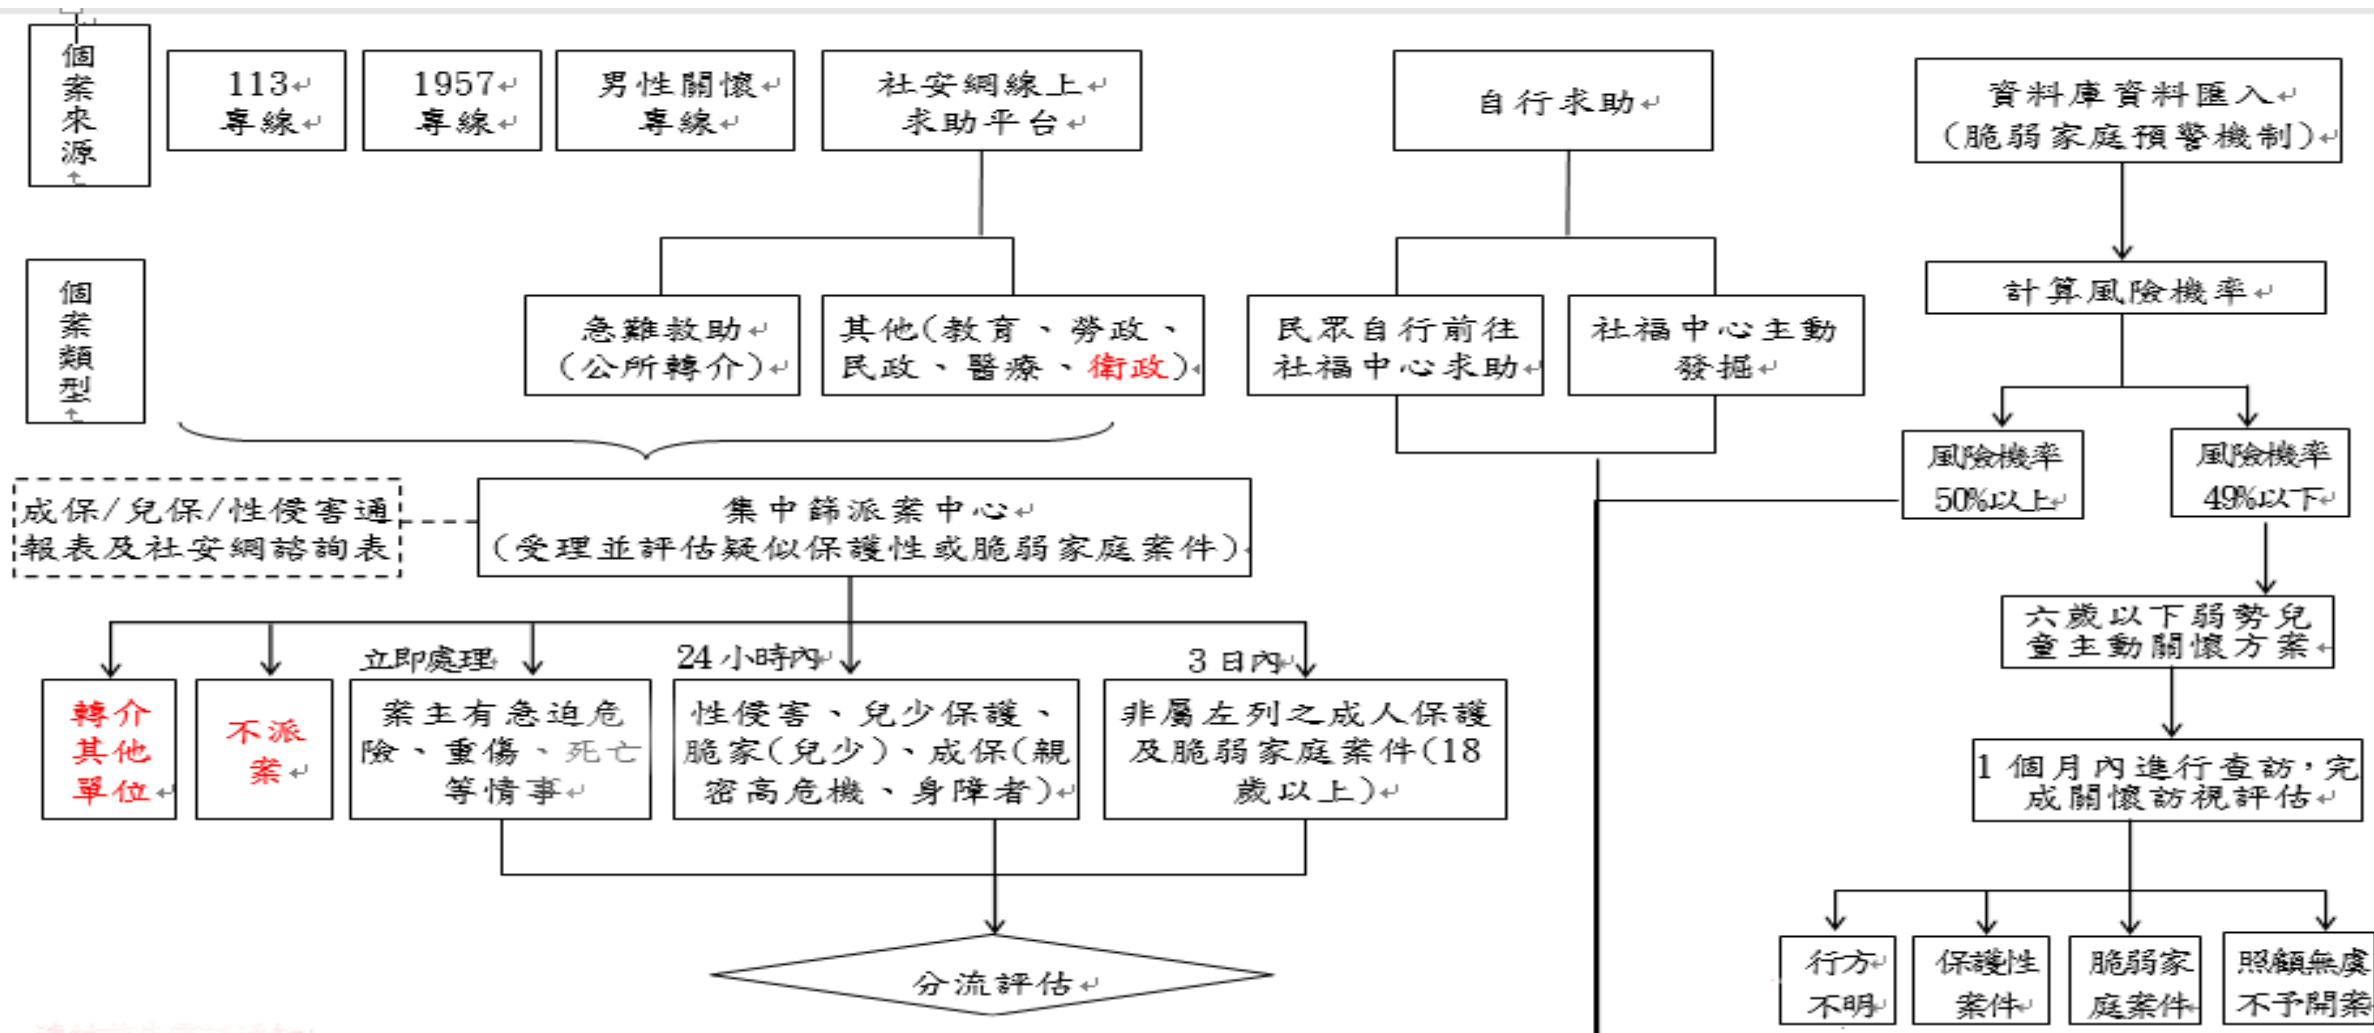 個
案
來
源
113
專線
1957
專線
男性關懷
專線
社安網線上
求助平台
自行求助
資料庫資料匯入
(脆弱家庭預警機制)
個
案
類
型
急難救助
(公所轉介)
其他(教育、勞政、
民政、醫療、衛政)
民眾自行前往
社福中心求助
社福中心主動
發掘
計算風險機率
風險機率
50%以上
風險機率
49%以下
成保/兒保/性侵害通
報表及社安網諮詢表
集中篩派案中心
(受理並評估疑似保護性或脆弱家庭案件)
六歲以下弱勢兒
童主動關懷方案
立即處理
24小時內
3日內
轉介
其他
單位
不派
案
案主有急迫危
險、重傷、死亡
等情事
性侵害、兒少保護、
脆家(兒少)、成保(親
密高危機、身障者)
非屬左列之成人保護
及脆弱家庭案件(18
歲以上)
1個月內進行查訪，完
成關懷訪視評估
分流評估
行方
不明
保護性
案件
脆弱家
庭案件
照顧無虞
不予開案